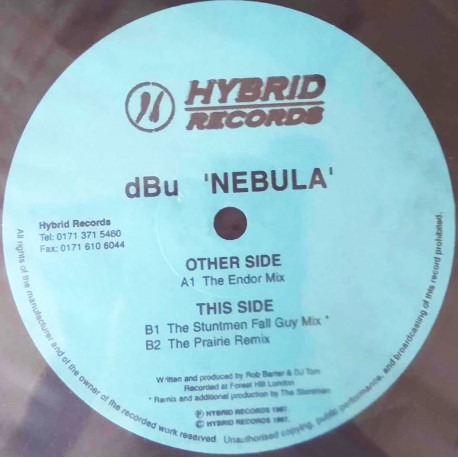 HYBRID
RECORDS
dBu 'NEBULA'
Hybrid Records
Tel: 0171 371 5460
Fax: 0171 610 6044
OTHER SIDE
A1 The Endor Mix
THIS SIDE
B1 The Stuntmen Fall Guy Mix *
B2 The Prairie Remix
Written and produced by Rob Barter & DJ Tom
Recorded at Forest Hill London
* Remix and additional production by The Stuntmen
℗ HYBRID RECORDS 1997.
© HYBRID RECORDS 1997.
All rights of the manufacturer and of the owner of the recorded work reserved. Unauthorised copying, public performance, and broadcasting of this record prohibited.